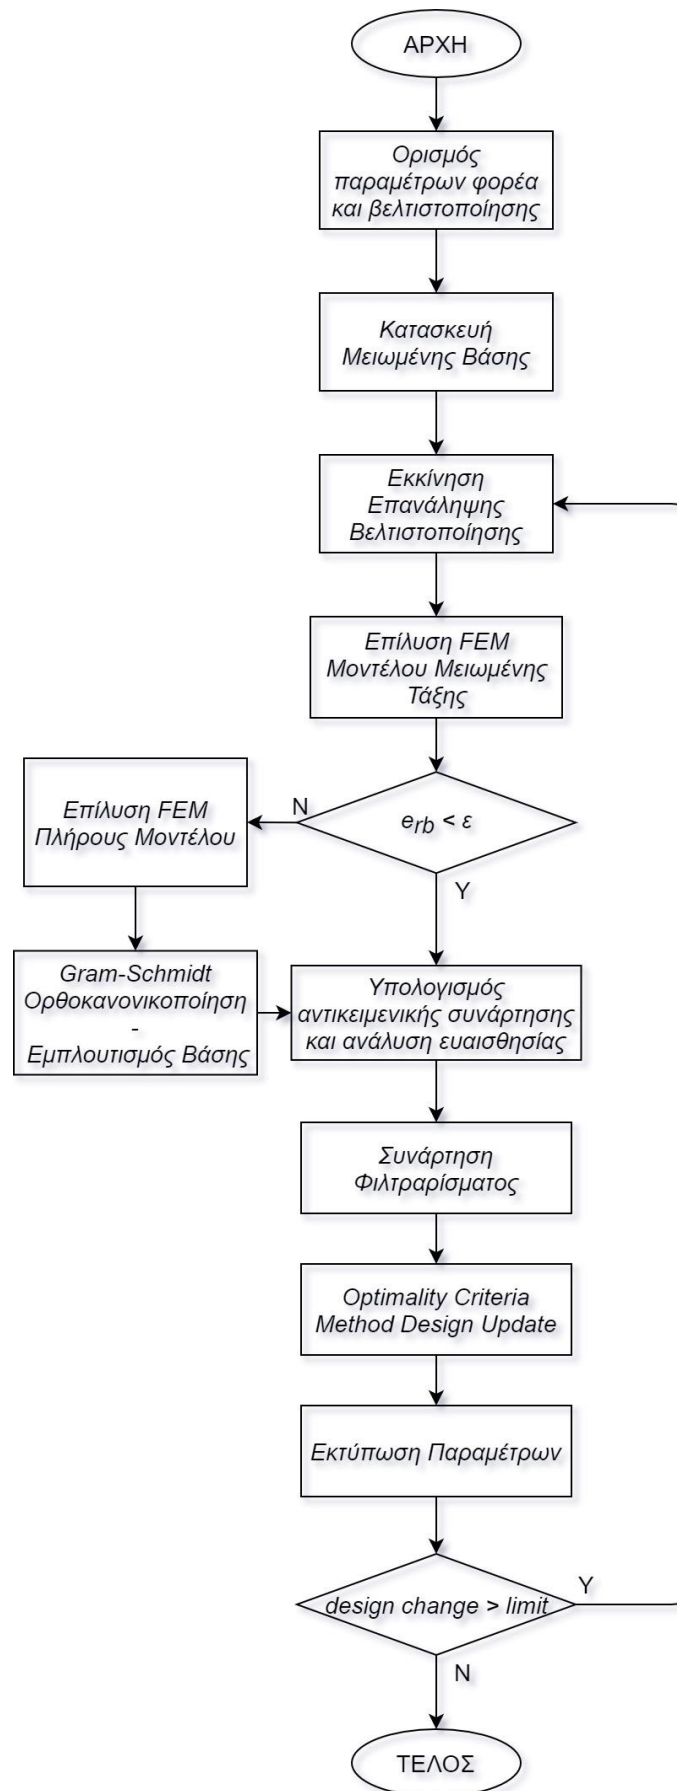 ΑΡΧΗ
Ορισμός
παραμέτρων φορέα
και βελτιστοποίησης
Κατασκευή
Μειωμένης Βάσης
Εκκίνηση
Επανάληψης
Βελτιστοποίησης
Επίλυση FEM
Μοντέλου Μειωμένης
Τάξης
e_rb < ε
N
Y
Επίλυση FEM
Πλήρους Μοντέλου
Gram-Schmidt
Ορθοκανονικοποίηση
-
Εμπλουτισμός Βάσης
Υπολογισμός
αντικειμενικής συνάρτησης
και ανάλυση ευαισθησίας
Συνάρτηση
Φιλτραρίσματος
Optimality Criteria
Method Design Update
Εκτύπωση Παραμέτρων
design change > limit
Y
N
ΤΕΛΟΣ